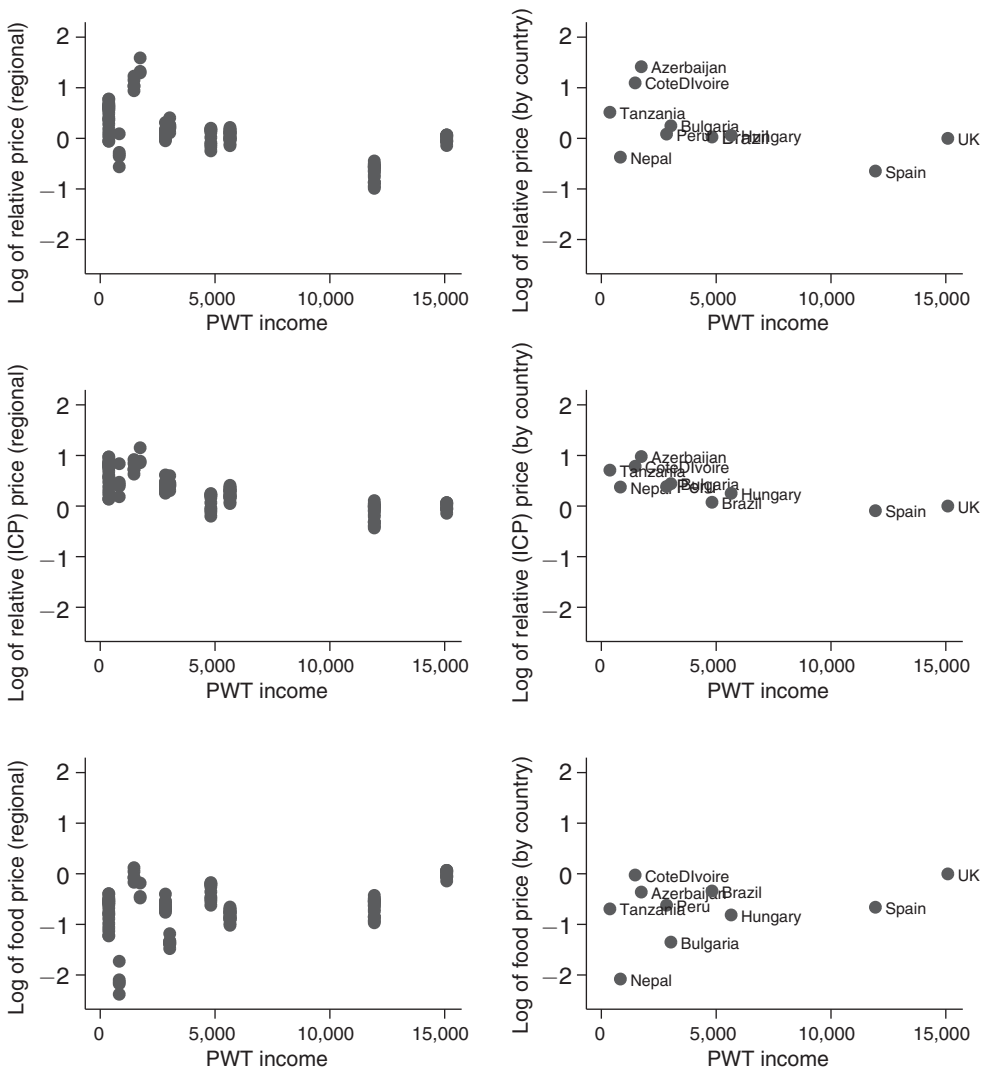 Log of relative price (regional)
2
1
0
−1
−2
0 5,000 10,000 15,000
PWT income
Log of relative price (by country)
2
1
0
−1
−2
Azerbaijan
CoteDIvoire
Tanzania
Bulgaria
Peru
Brazil
Hungary
Nepal
Spain
UK
0 5,000 10,000 15,000
PWT income
Log of relative (ICP) price (regional)
2
1
0
−1
−2
0 5,000 10,000 15,000
PWT income
Log of relative (ICP) price (by country)
2
1
0
−1
−2
Azerbaijan
CoteDIvoire
Tanzania
Bulgaria
Nepal
Peru
Hungary
Brazil
Spain
UK
0 5,000 10,000 15,000
PWT income
Log of food price (regional)
2
1
0
−1
−2
0 5,000 10,000 15,000
PWT income
Log of food price (by country)
2
1
0
−1
−2
CoteDIvoire
UK
Azerbaijan
Brazil
Tanzania
Peru
Spain
Hungary
Bulgaria
Nepal
0 5,000 10,000 15,000
PWT income